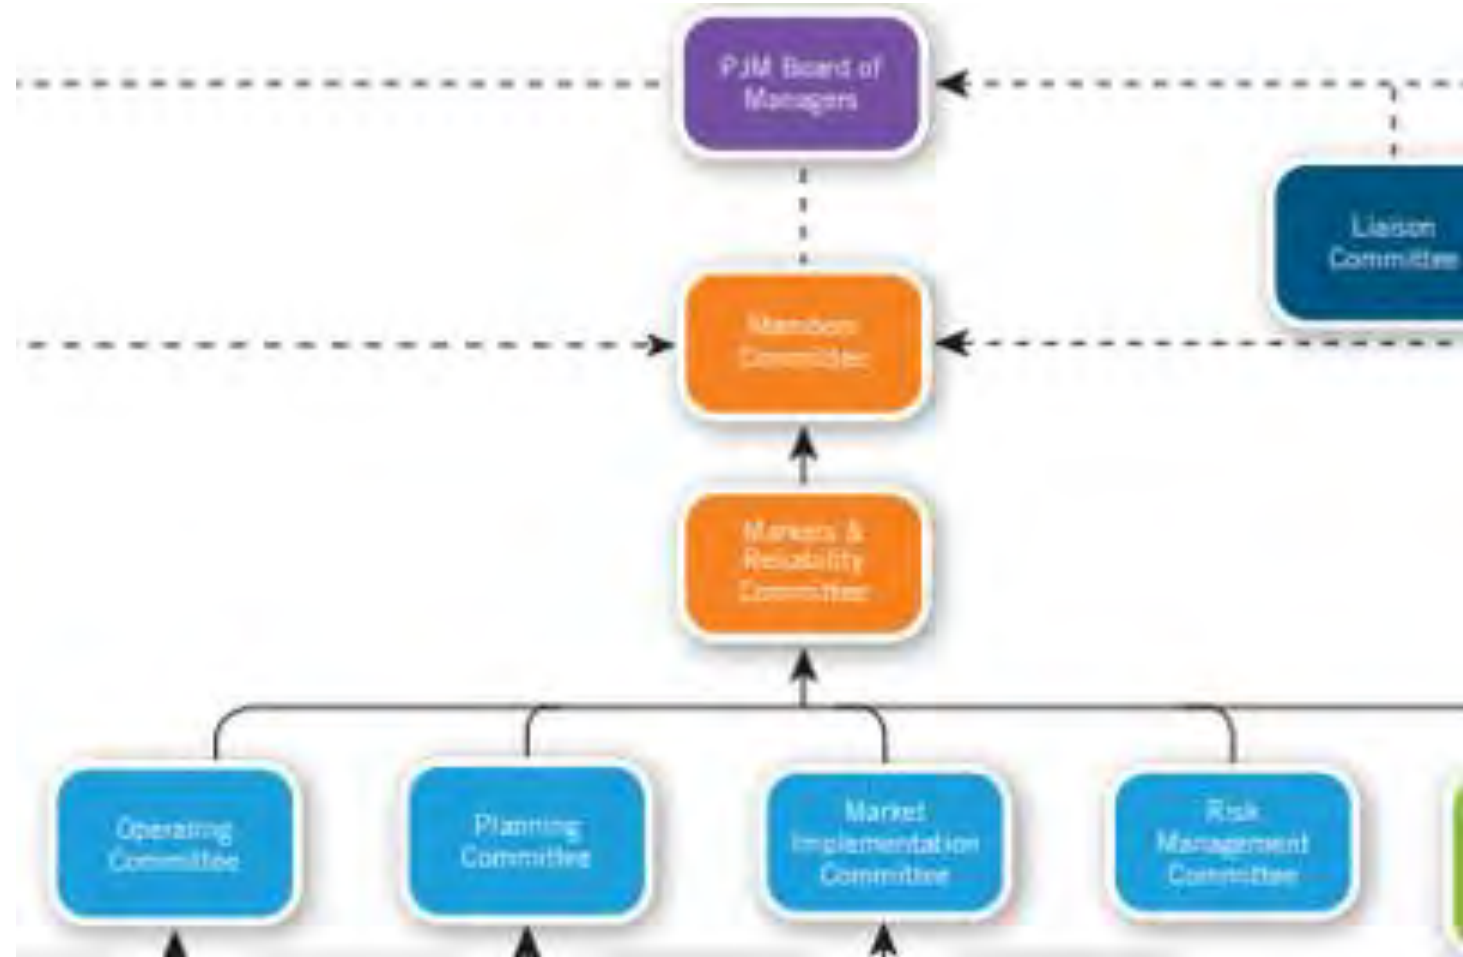 PJM Board of
Managers
Liaison
Committee
Members
Committee
Markets &
Reliability
Committee
Operating
Committee
Planning
Committee
Market
Implementation
Committee
Risk
Management
Committee